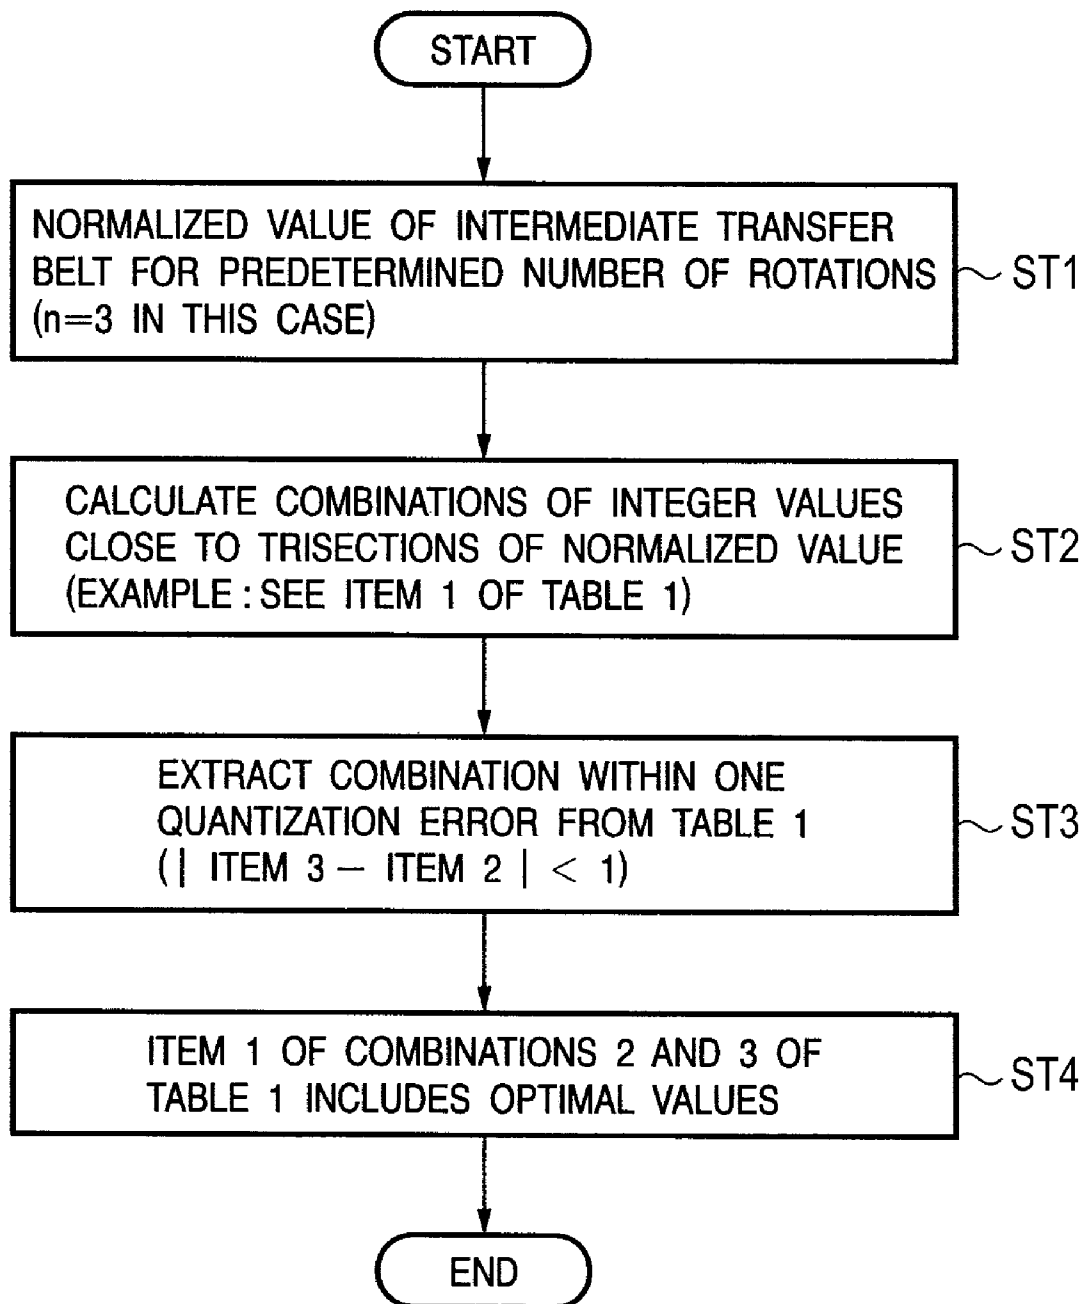 START
NORMALIZED VALUE OF INTERMEDIATE TRANSFER
BELT FOR PREDETERMINED NUMBER OF ROTATIONS
(n=3 IN THIS CASE)
ST1
CALCULATE COMBINATIONS OF INTEGER VALUES
CLOSE TO TRISECTIONS OF NORMALIZED VALUE
(EXAMPLE : SEE ITEM 1 OF TABLE 1)
ST2
EXTRACT COMBINATION WITHIN ONE
QUANTIZATION ERROR FROM TABLE 1
(| ITEM 3 — ITEM 2 | < 1)
ST3
ITEM 1 OF COMBINATIONS 2 AND 3 OF
TABLE 1 INCLUDES OPTIMAL VALUES
ST4
END